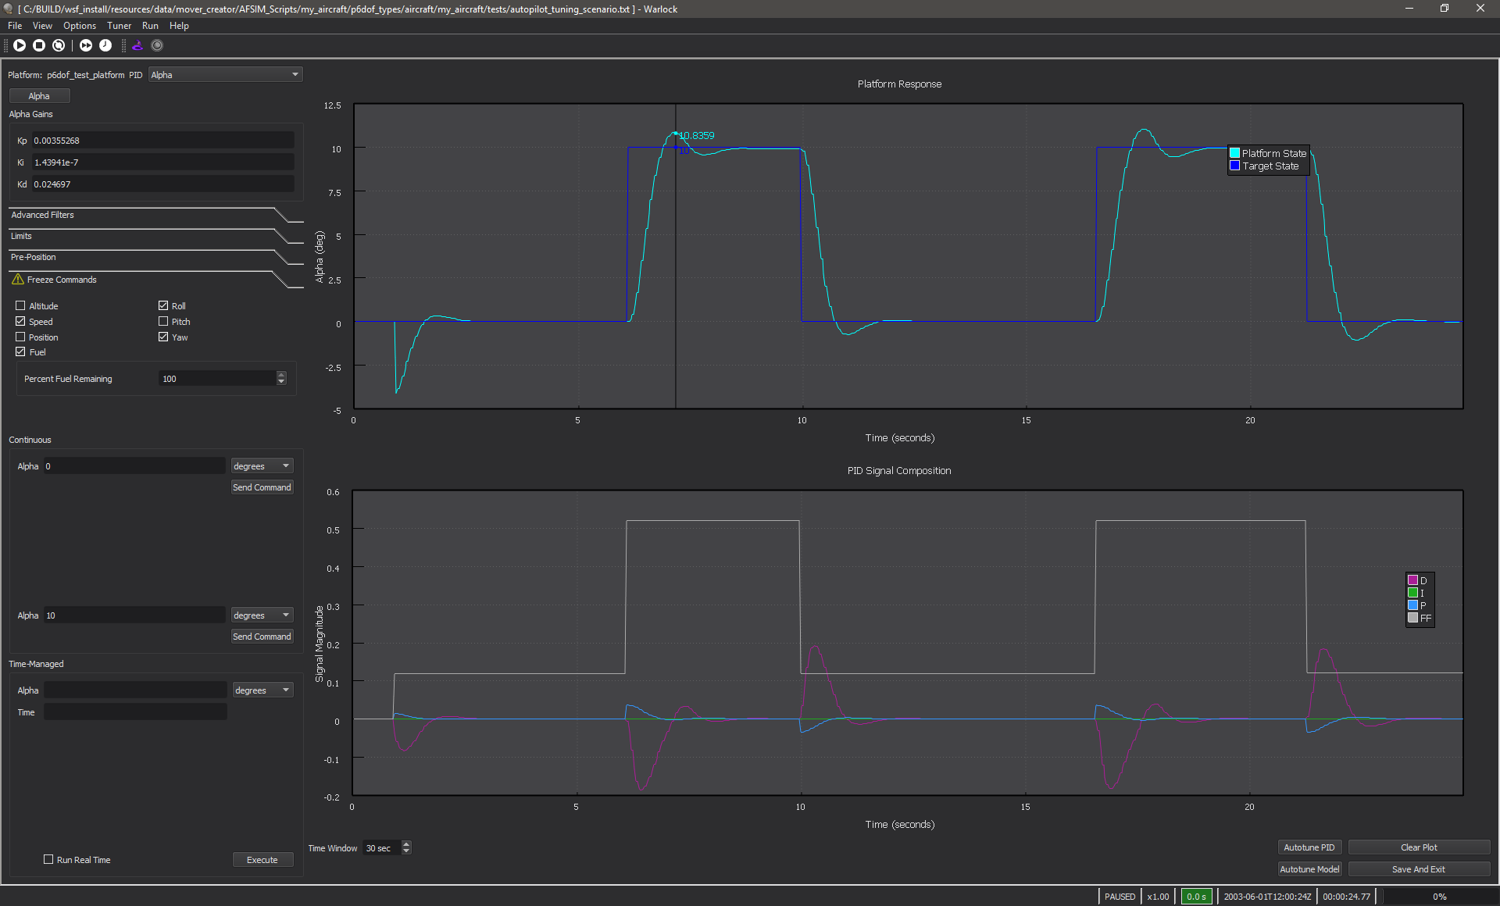 [ C:/BUILD/wsf_install/resources/data/mover_creator/AFSIM_Scripts/my_aircraft/p6dof_types/aircraft/my_aircraft/tests/autopilot_tuning_scenario.txt ] - Warlock
File View Options Tuner Run Help
Platform: p6dof_test_platform PID Alpha
Alpha
Alpha Gains
Kp 0.00355268
Ki 1.43941e-7
Kd 0.024697
Advanced Filters
Limits
Pre-Position
Freeze Commands
Altitude Roll
Speed Pitch
Position Yaw
Fuel
Percent Fuel Remaining 100
Continuous
Alpha 0 degrees
Send Command
Alpha 10 degrees
Send Command
Time-Managed
Alpha degrees
Time
Run Real Time Execute
Platform Response
12.5
10
7.5
5
2.5
0
-2.5
-5
Alpha (deg)
10.8359
10
Platform State
Target State
0 5 10 15 20
Time (seconds)
PID Signal Composition
0.6
0.5
0.4
0.3
0.2
0.1
0
-0.1
-0.2
Signal Magnitude
D
I
P
FF
0 5 10 15 20
Time (seconds)
Time Window 30 sec
Autotune PID Clear Plot
Autotune Model Save And Exit
PAUSED x1.00 0.0 s 2003-06-01T12:00:24Z 00:00:24.77 0%